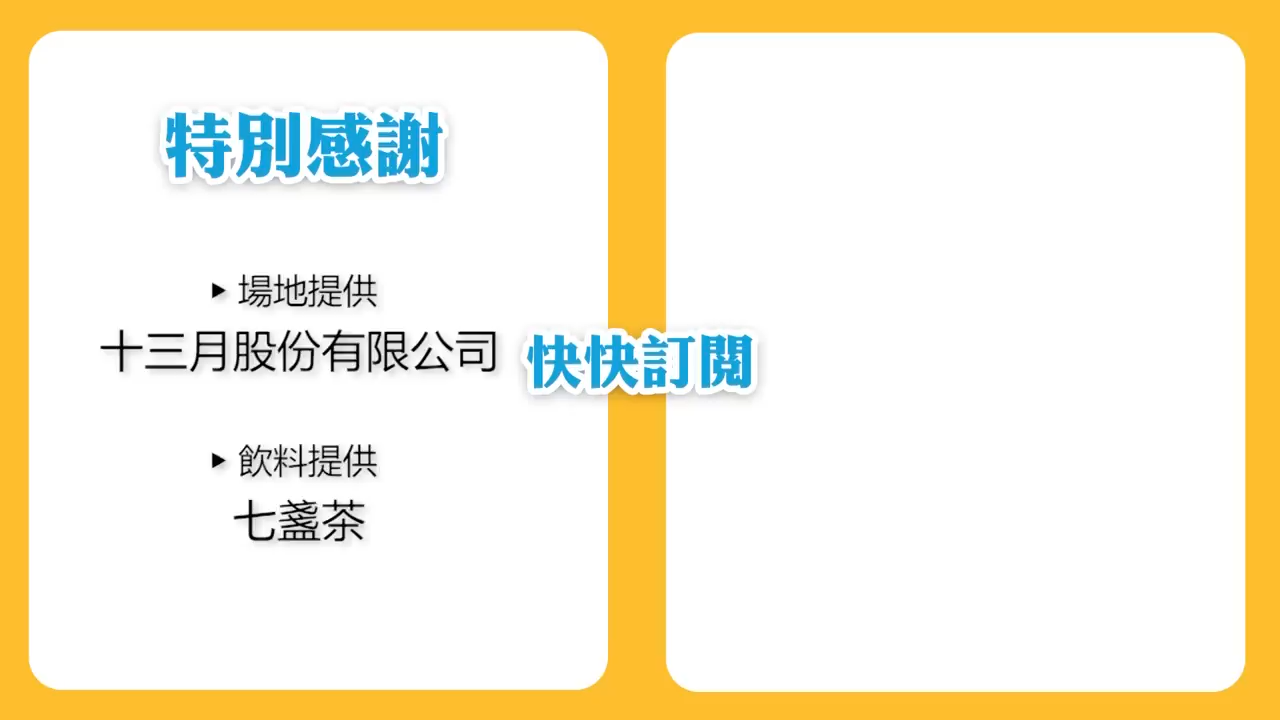 特別感謝
▶ 場地提供
十三月股份有限公司
快快訂閱
▶ 飲料提供
七盞茶